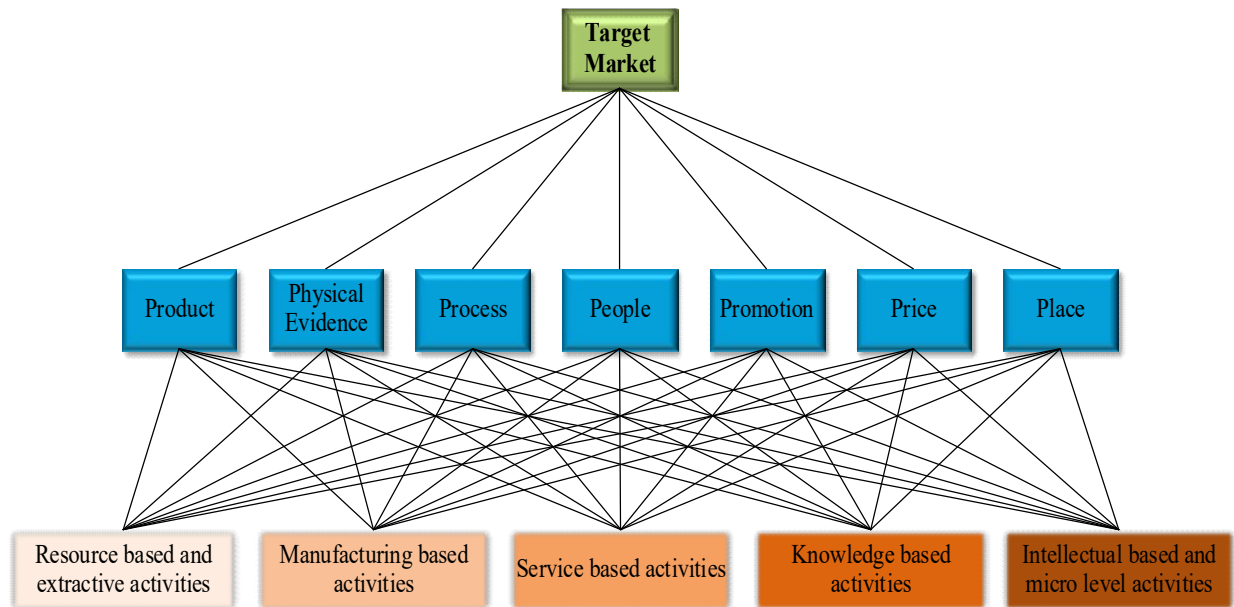 Target
Market
Product
Physical
Evidence
Process
People
Promotion
Price
Place
Resource based and
extractive activities
Manufacturing based
activities
Service based activities
Knowledge based
activities
Intellectual based and
micro level activities